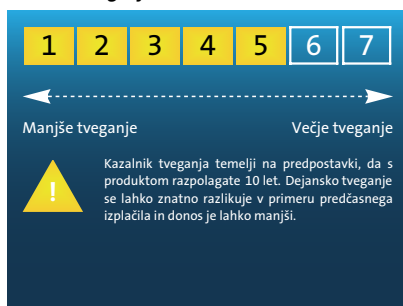 1 2 3 4 5 6 7
Manjše tveganje Večje tveganje
! Kazalnik tveganja temelji na predpostavki, da s
produktom razpolagate 10 let. Dejansko tveganje
se lahko znatno razlikuje v primeru predčasnega
izplačila in donos je lahko manjši.